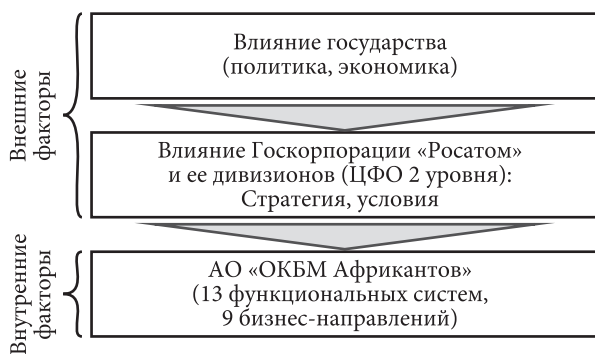 Внешние
факторы
Влияние государства
(политика, экономика)
Влияние Госкорпорации «Росатом»
и ее дивизионов (ЦФО 2 уровня):
Стратегия, условия
Внутренние
факторы
АО «ОКБМ Африкантов»
(13 функциональных систем,
9 бизнес-направлений)